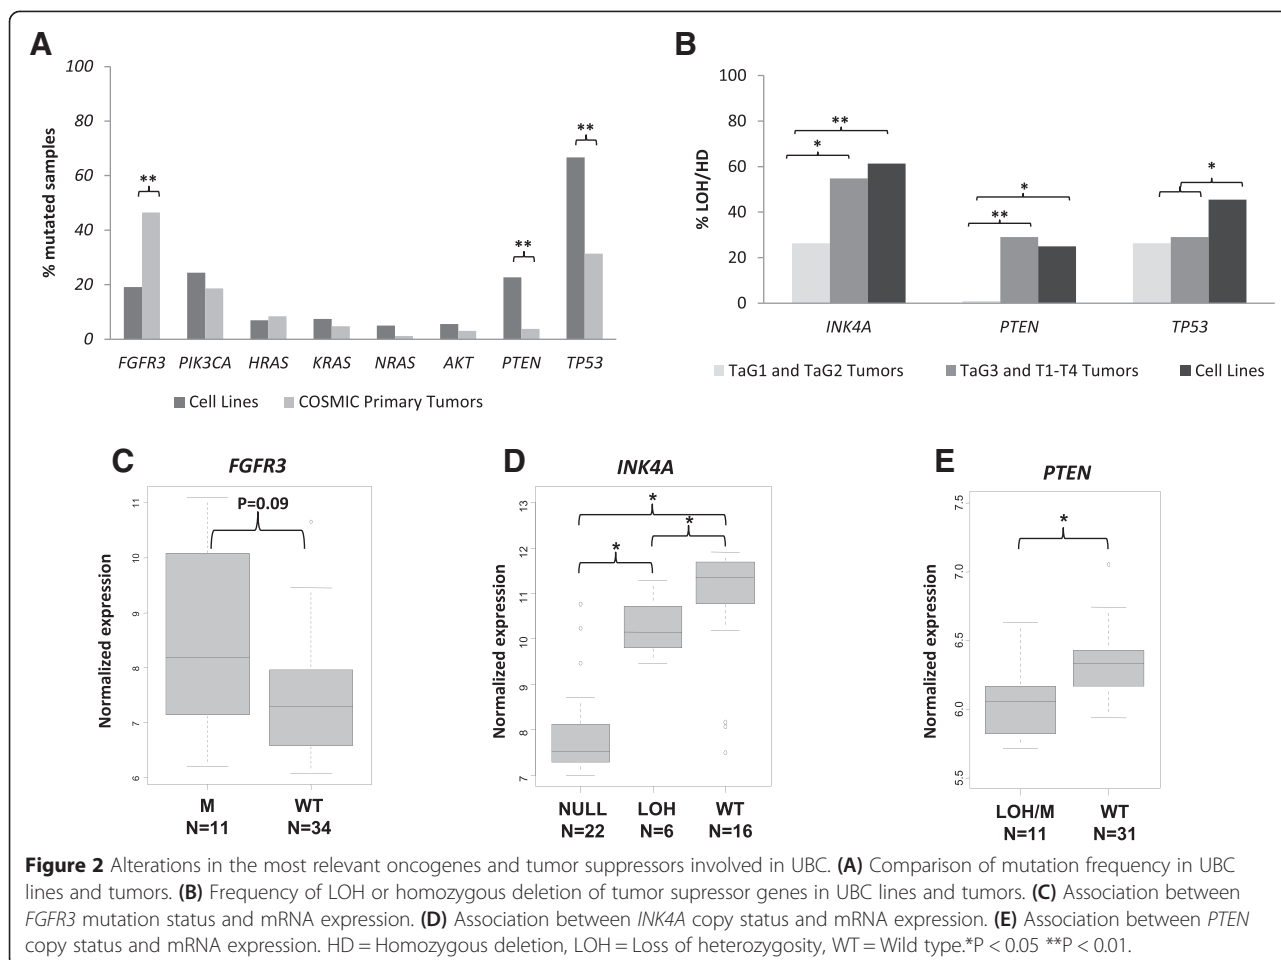 A
100
80
60
40
20
0
% mutated samples
**
**
**
FGFR3 PIK3CA HRAS KRAS NRAS AKT PTEN TP53
Cell Lines COSMIC Primary Tumors
B
100
80
60
40
20
0
% LOH/HD
**
*
*
**
*
INK4A PTEN TP53
TaG1 and TaG2 Tumors TaG3 and T1-T4 Tumors Cell Lines
C
FGFR3
P=0.09
11
10
9
8
7
6
Normalized expression
M WT
N=11 N=34
D
INK4A
*
*
*
13
12
11
10
9
8
7
Normalized expression
NULL LOH WT
N=22 N=6 N=16
E
PTEN
*
7.5
7.0
6.5
6.0
5.5
Normalized expression
LOH/M WT
N=11 N=31
Figure 2 Alterations in the most relevant oncogenes and tumor suppressors involved in UBC. (A) Comparison of mutation frequency in UBC
lines and tumors. (B) Frequency of LOH or homozygous deletion of tumor supressor genes in UBC lines and tumors. (C) Association between
FGFR3 mutation status and mRNA expression. (D) Association between INK4A copy status and mRNA expression. (E) Association between PTEN
copy status and mRNA expression. HD = Homozygous deletion, LOH = Loss of heterozygosity, WT = Wild type.*P < 0.05 **P < 0.01.